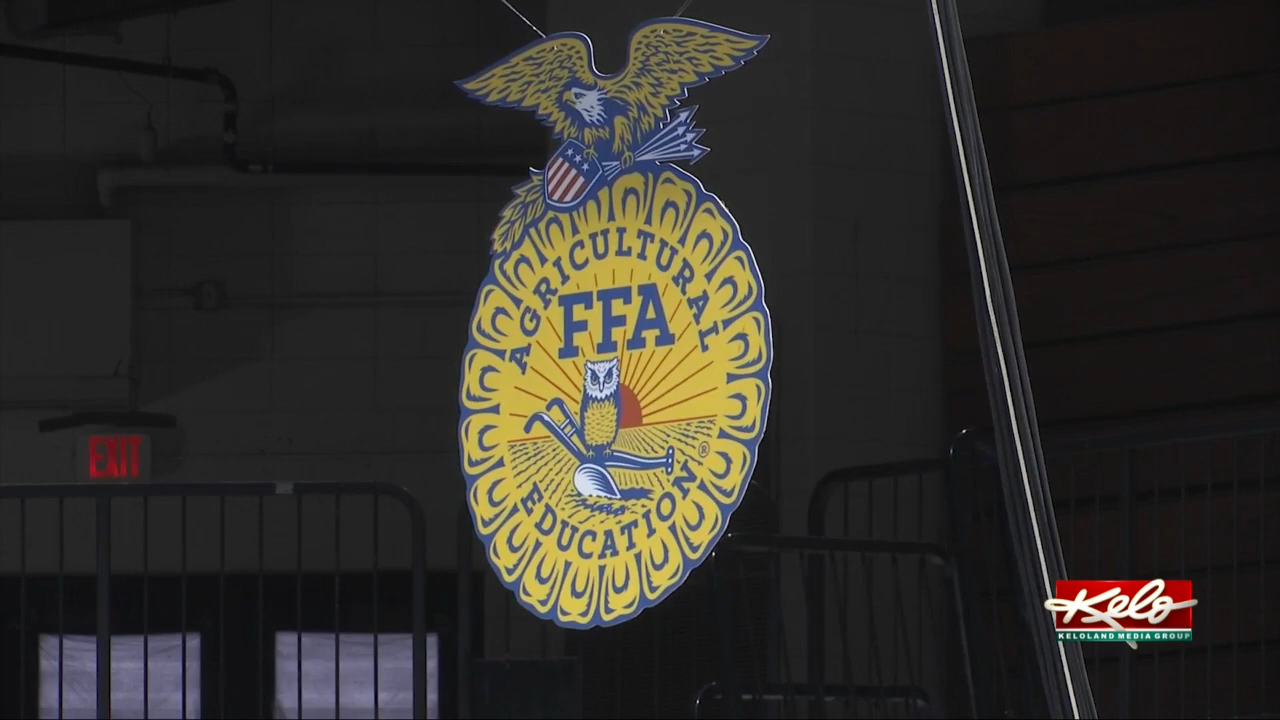 AGRICULTURAL
FFA
EDUCATION
®
EXIT
Kelo
KELOLAND MEDIA GROUP